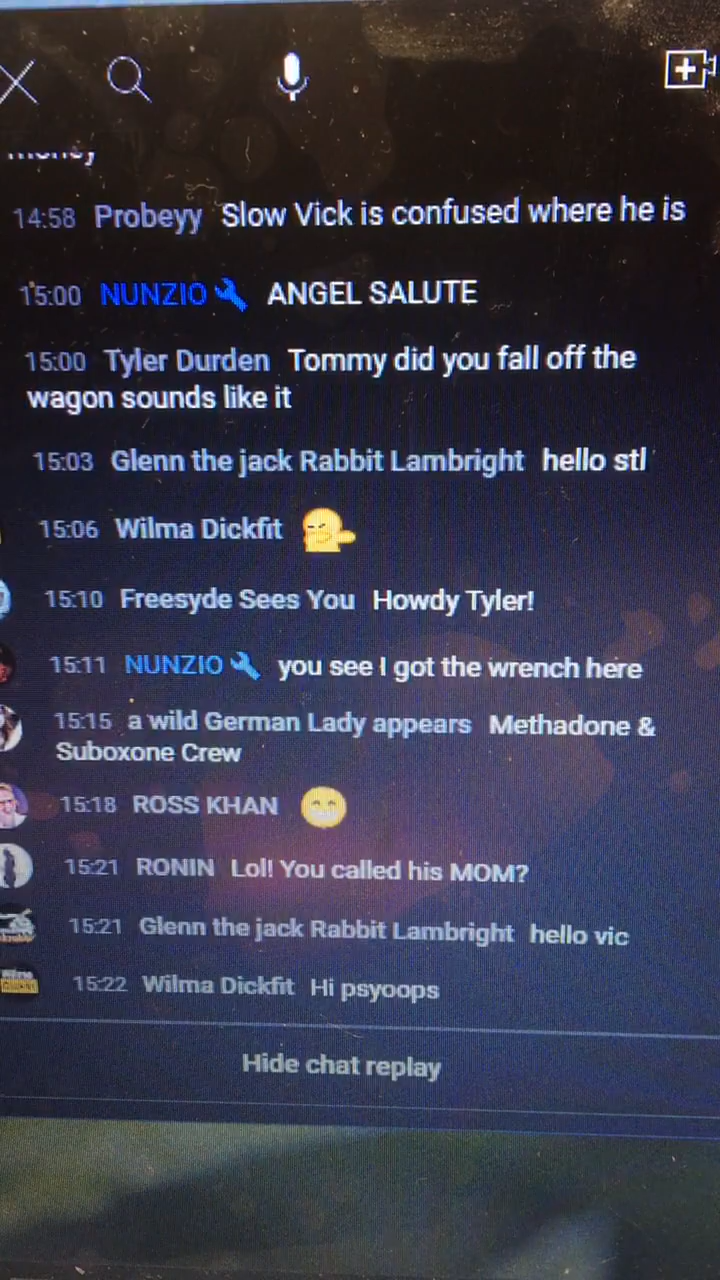 money
14:58 Probeyy Slow Vick is confused where he is
15:00 NUNZIO ANGEL SALUTE
15:00 Tyler Durden Tommy did you fall off the
wagon sounds like it
15:03 Glenn the jack Rabbit Lambright hello stl
15:06 Wilma Dickfit
15:10 Freesyde Sees You Howdy Tyler!
15:11 NUNZIO you see I got the wrench here
15:15 a wild German Lady appears Methadone &
Suboxone Crew
15:18 ROSS KHAN
15:21 RONIN Lol! You called his MOM?
15:21 Glenn the jack Rabbit Lambright hello vic
15:22 Wilma Dickfit Hi psyoops
Hide chat replay